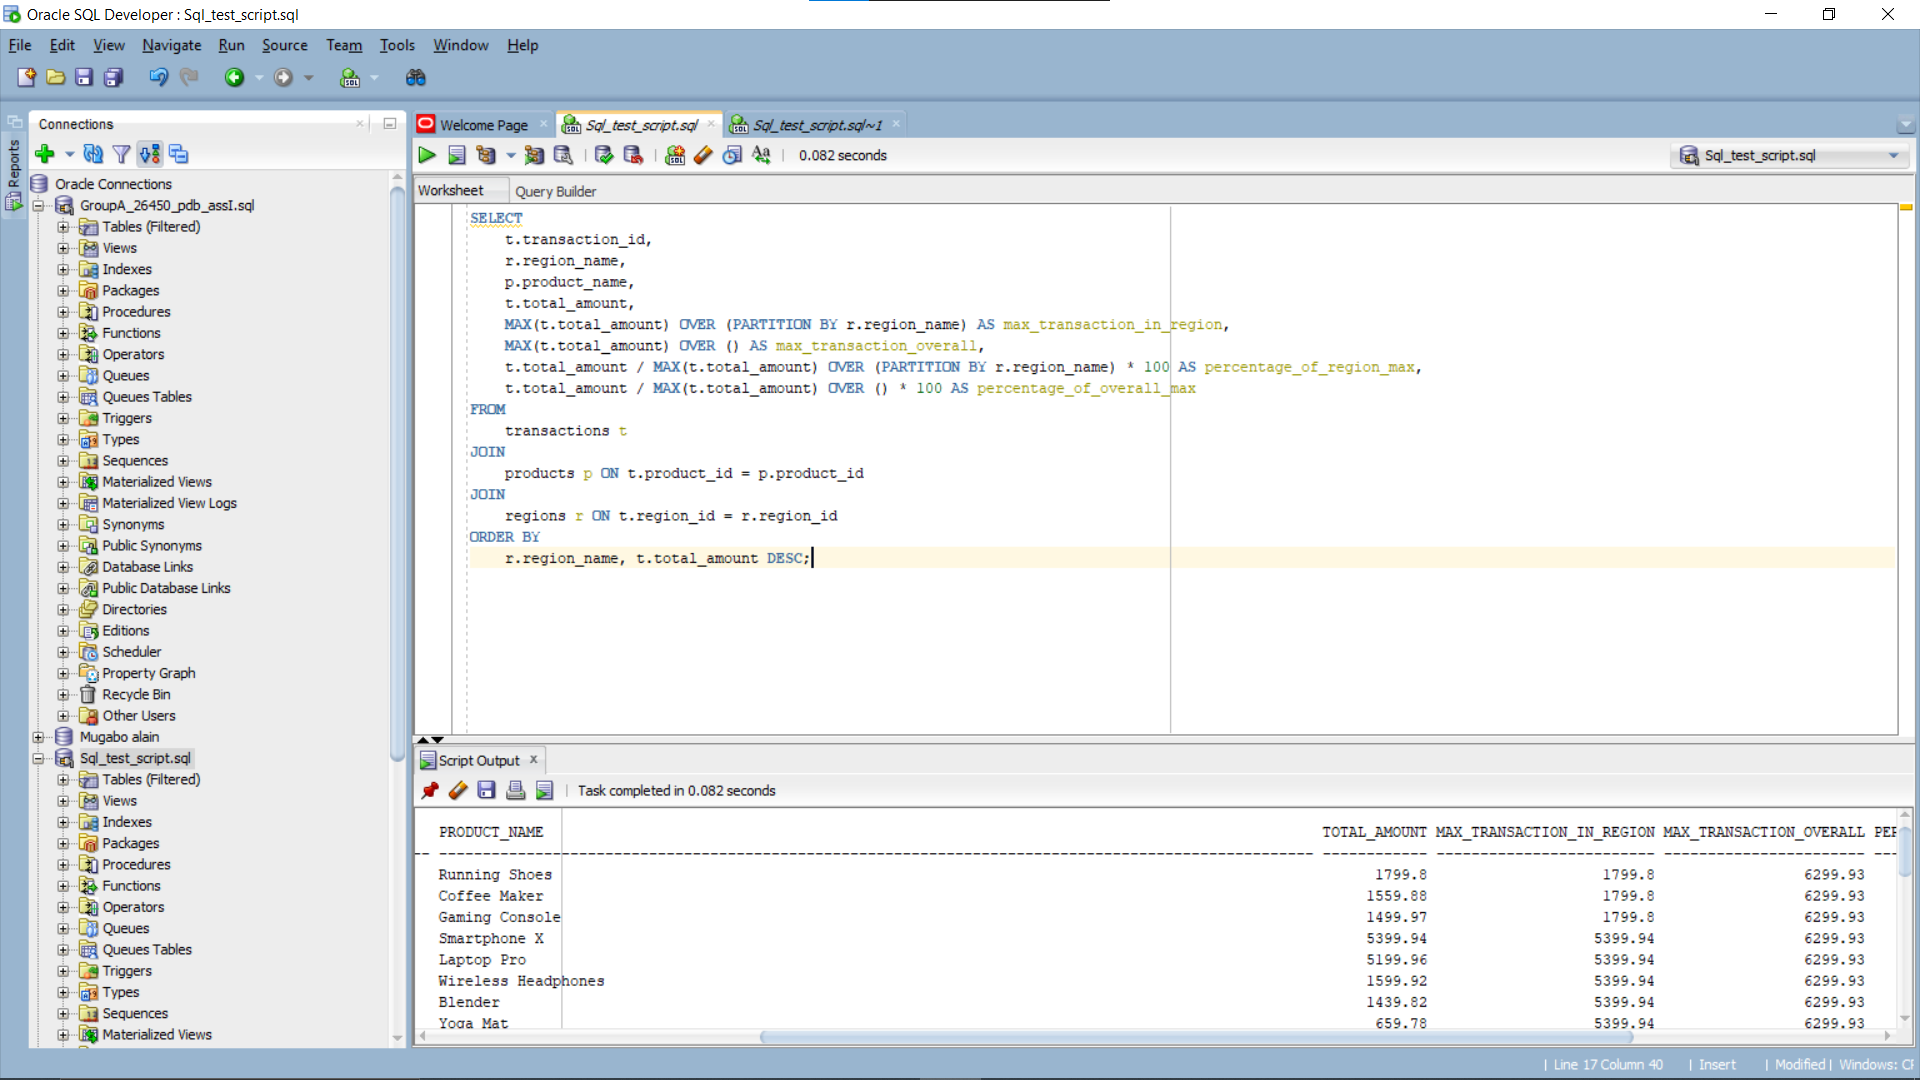 Oracle SQL Developer : Sql_test_script.sql
File Edit View Navigate Run Source Team Tools Window Help
Reports
Connections
Oracle Connections
GroupA_26450_pdb_assI.sql
Tables (Filtered)
Views
Indexes
Packages
Procedures
Functions
Operators
Queues
Queues Tables
Triggers
Types
Sequences
Materialized Views
Materialized View Logs
Synonyms
Public Synonyms
Database Links
Public Database Links
Directories
Editions
Scheduler
Property Graph
Recycle Bin
Other Users
Mugabo alain
Sql_test_script.sql
Tables (Filtered)
Views
Indexes
Packages
Procedures
Functions
Operators
Queues
Queues Tables
Triggers
Types
Sequences
Materialized Views
Welcome Page Sql_test_script.sql Sql_test_script.sql~1
0.082 seconds
Sql_test_script.sql
Worksheet Query Builder
SELECT
t.transaction_id,
r.region_name,
p.product_name,
t.total_amount,
MAX(t.total_amount) OVER (PARTITION BY r.region_name) AS max_transaction_in_region,
MAX(t.total_amount) OVER () AS max_transaction_overall,
t.total_amount / MAX(t.total_amount) OVER (PARTITION BY r.region_name) * 100 AS percentage_of_region_max,
t.total_amount / MAX(t.total_amount) OVER () * 100 AS percentage_of_overall_max
FROM
transactions t
JOIN
products p ON t.product_id = p.product_id
JOIN
regions r ON t.region_id = r.region_id
ORDER BY
r.region_name, t.total_amount DESC;
Script Output
Task completed in 0.082 seconds
PRODUCT_NAME TOTAL_AMOUNT MAX_TRANSACTION_IN_REGION MAX_TRANSACTION_OVERALL PER
Running Shoes 1799.8 1799.8 6299.93
Coffee Maker 1559.88 1799.8 6299.93
Gaming Console 1499.97 1799.8 6299.93
Smartphone X 5399.94 5399.94 6299.93
Laptop Pro 5199.96 5399.94 6299.93
Wireless Headphones 1599.92 5399.94 6299.93
Blender 1439.82 5399.94 6299.93
Yoga Mat 659.78 5399.94 6299.93
Line 17 Column 40 | Insert | Modified | Windows: CF